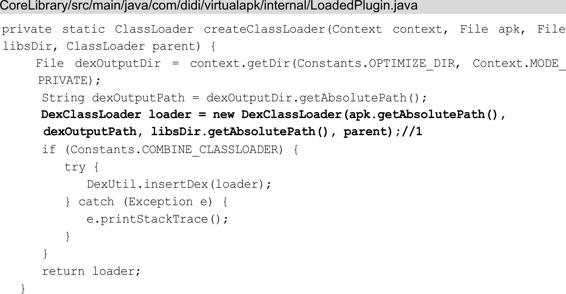 CoreLibrary/src/main/java/com/didi/virtualapk/internal/LoadedPlugin.java
private static ClassLoader createClassLoader(Context context, File apk, File
libsDir, ClassLoader parent) {
File dexOutputDir = context.getDir(Constants.OPTIMIZE_DIR, Context.MODE_
PRIVATE);
String dexOutputPath = dexOutputDir.getAbsolutePath();
DexClassLoader loader = new DexClassLoader(apk.getAbsolutePath(),
dexOutputPath, libsDir.getAbsolutePath(), parent);//1
if (Constants.COMBINE_CLASSLOADER) {
try {
DexUtil.insertDex(loader);
} catch (Exception e) {
e.printStackTrace();
}
}
return loader;
}